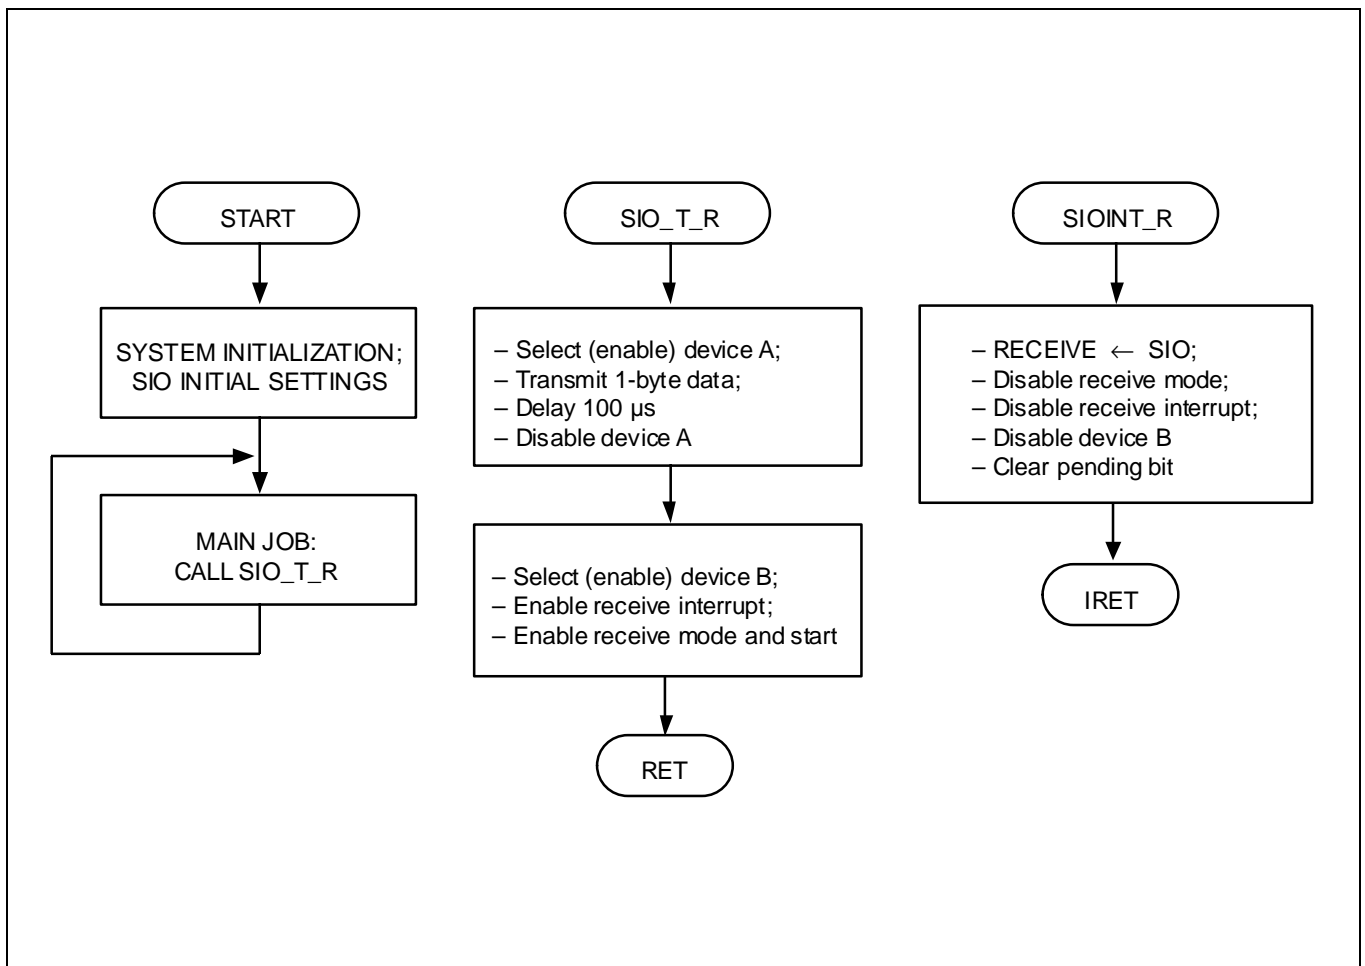 START
SYSTEM INITIALIZATION;
SIO INITIAL SETTINGS
MAIN JOB:
CALL SIO_T_R
SIO_T_R
– Select (enable) device A;
– Transmit 1-byte data;
– Delay 100 µs
– Disable device A
– Select (enable) device B;
– Enable receive interrupt;
– Enable receive mode and start
RET
SIOINT_R
– RECEIVE ← SIO;
– Disable receive mode;
– Disable receive interrupt;
– Disable device B
– Clear pending bit
IRET